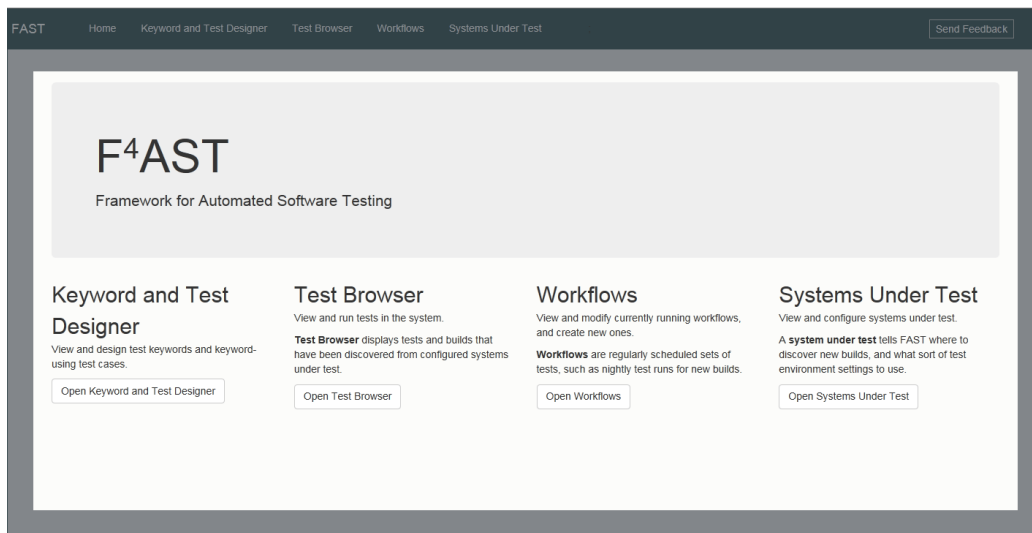 FAST Home Keyword and Test Designer Test Browser Workflows Systems Under Test Send Feedback
F⁴AST
Framework for Automated Software Testing
Keyword and Test
Designer
View and design test keywords and keyword-
using test cases.
Open Keyword and Test Designer
Test Browser
View and run tests in the system.
Test Browser displays tests and builds that
have been discovered from configured systems
under test.
Open Test Browser
Workflows
View and modify currently running workflows,
and create new ones.
Workflows are regularly scheduled sets of
tests, such as nightly test runs for new builds.
Open Workflows
Systems Under Test
View and configure systems under test.
A system under test tells FAST where to
discover new builds, and what sort of test
environment settings to use.
Open Systems Under Test